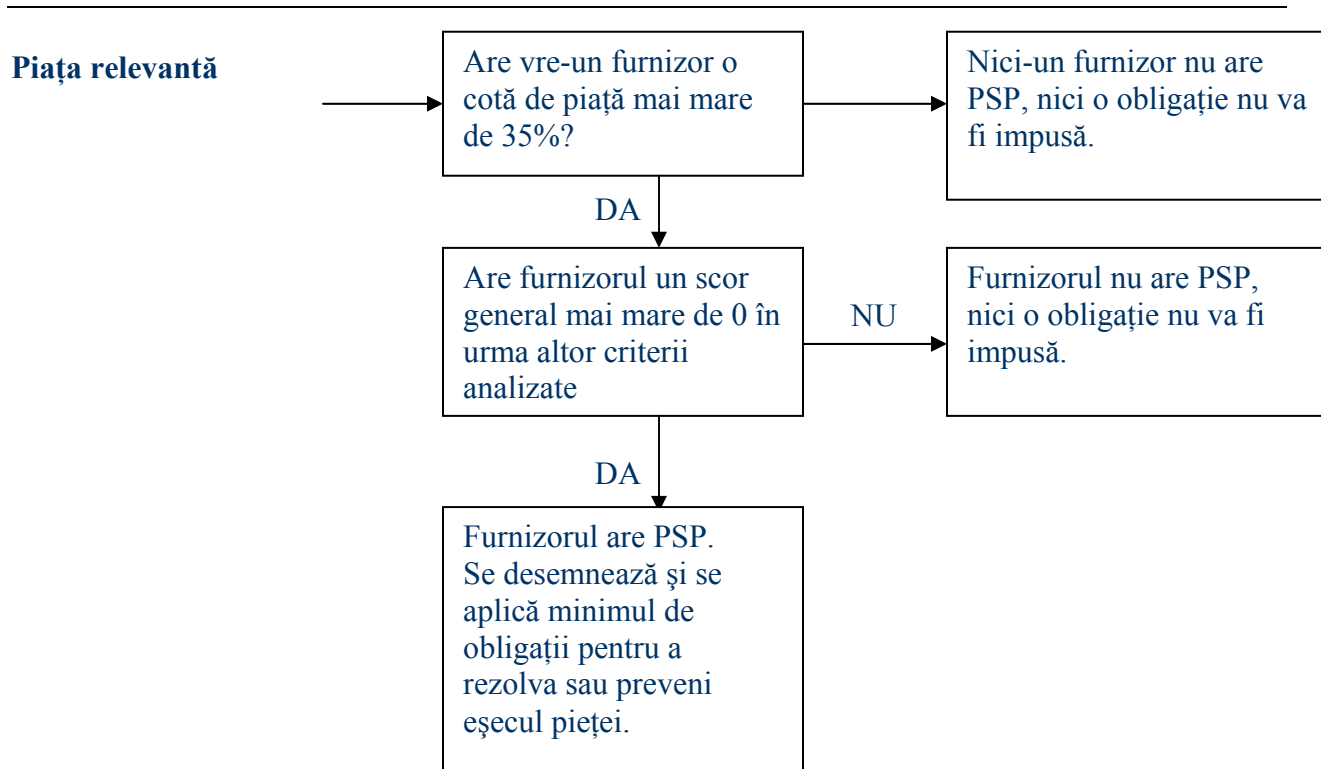 Piața relevantă
Are vre-un furnizor o
cotă de piață mai mare
de 35%?
Nici-un furnizor nu are
PSP, nici o obligație nu va
fi impusă.
DA
Are furnizorul un scor
general mai mare de 0 în
urma altor criterii
analizate
NU
Furnizorul nu are PSP,
nici o obligație nu va fi
impusă.
DA
Furnizorul are PSP.
Se desemnează şi se
aplică minimul de
obligații pentru a
rezolva sau preveni
eşecul pieței.